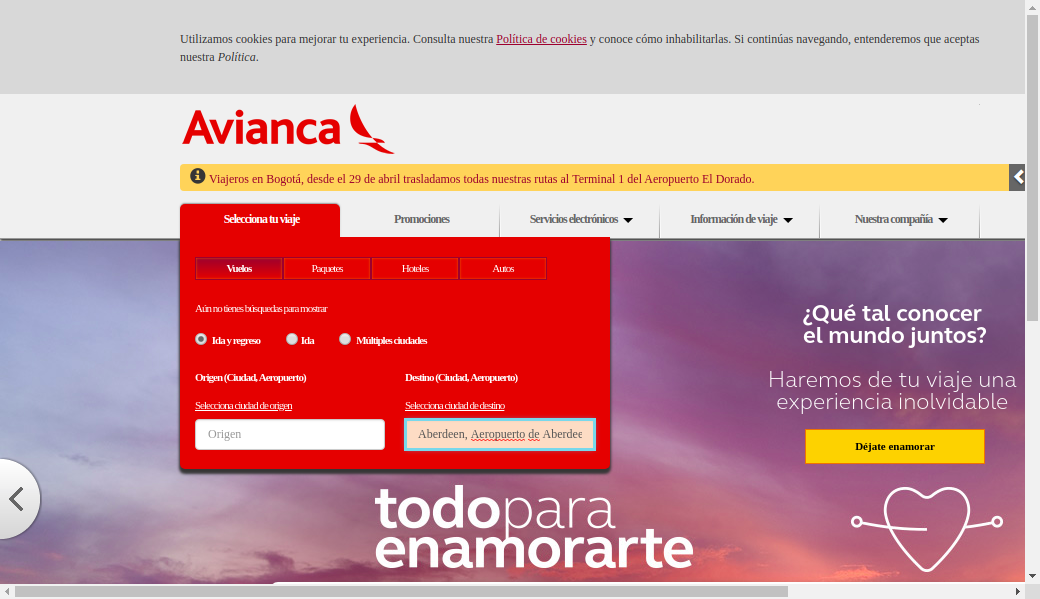 Utilizamos cookies para mejorar tu experiencia. Consulta nuestra Política de cookies y conoce cómo inhabilitarlas. Si continúas navegando, entenderemos que aceptas
nuestra Política.
Avianca
Viajeros en Bogotá, desde el 29 de abril trasladamos todas nuestras rutas al Terminal 1 del Aeropuerto El Dorado.
Selecciona tu viaje Promociones Servicios electrónicos Información de viaje Nuestra compañía
Vuelos Paquetes Hoteles Autos
Aún no tienes búsquedas para mostrar
Ida y regreso Ida Múltiples ciudades
Origen (Ciudad, Aeropuerto) Destino (Ciudad, Aeropuerto)
Selecciona ciudad de origen Selecciona ciudad de destino
Origen Aberdeen, Aeropuerto de Aberdee
¿Qué tal conocer
el mundo juntos?
Haremos de tu viaje una
experiencia inolvidable
Déjate enamorar
todopara
enamorarte